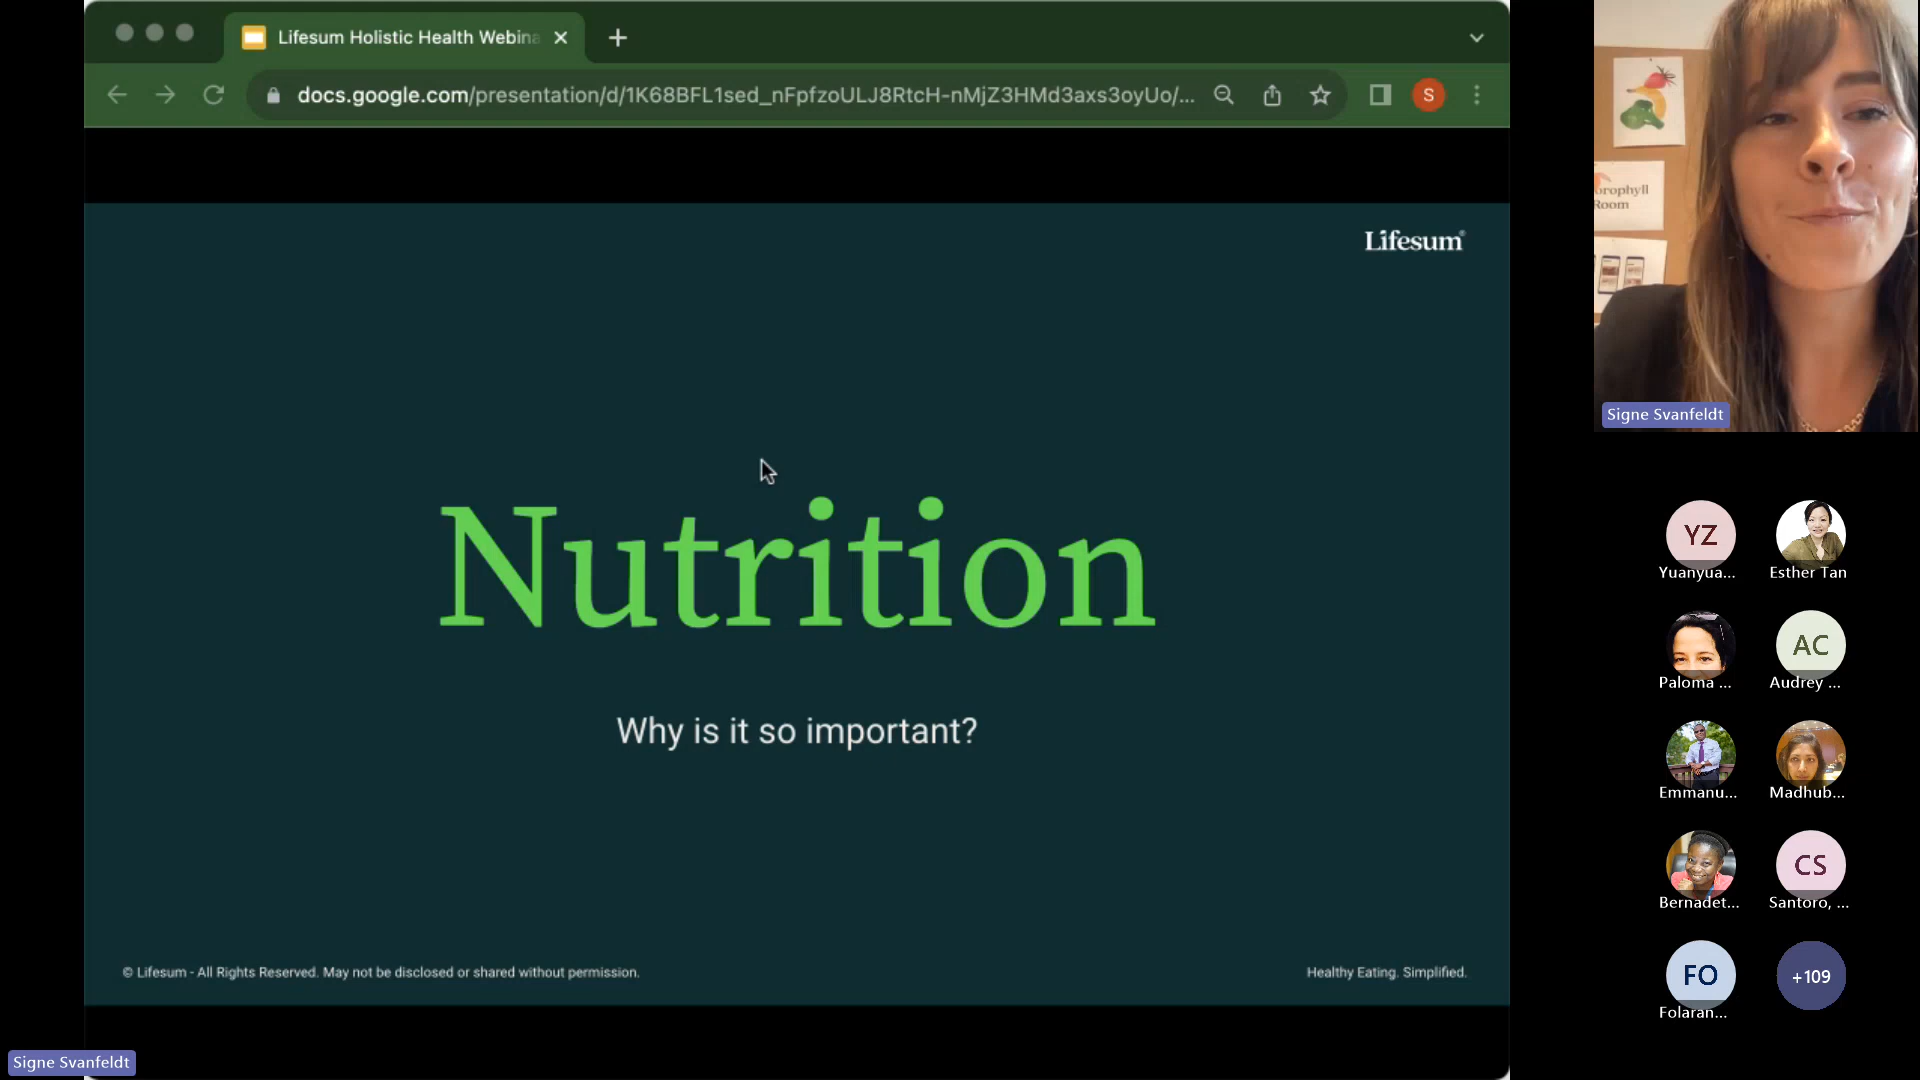 Lifesum Holistic Health Webina
docs.google.com/presentation/d/1K68BFL1sed_nFpfzoULJ8RtcH-nMjZ3HMd3axs3oyUo/...
S
Lifesum®
Nutrition
Why is it so important?
© Lifesum - All Rights Reserved. May not be disclosed or shared without permission.
Healthy Eating. Simplified.
Signe Svanfeldt
orophyll
Room
Signe Svanfeldt
YZ
Yuanyua...
Esther Tan
Paloma ...
AC
Audrey ...
Emmanu...
Madhub...
Bernadet...
CS
Santoro, ...
FO
Folaran...
+109